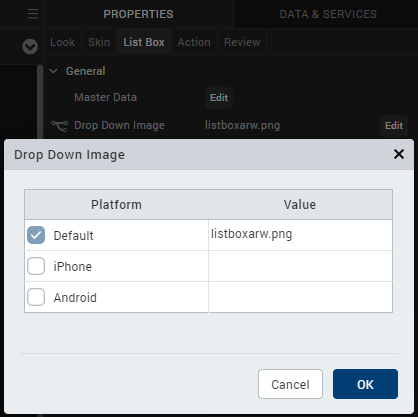 PROPERTIES DATA & SERVICES
Look Skin List Box Action Review
General
Master Data Edit
Drop Down Image listboxarw.png Edit
Drop Down Image
Platform Value
Default listboxarw.png
iPhone
Android
Cancel OK